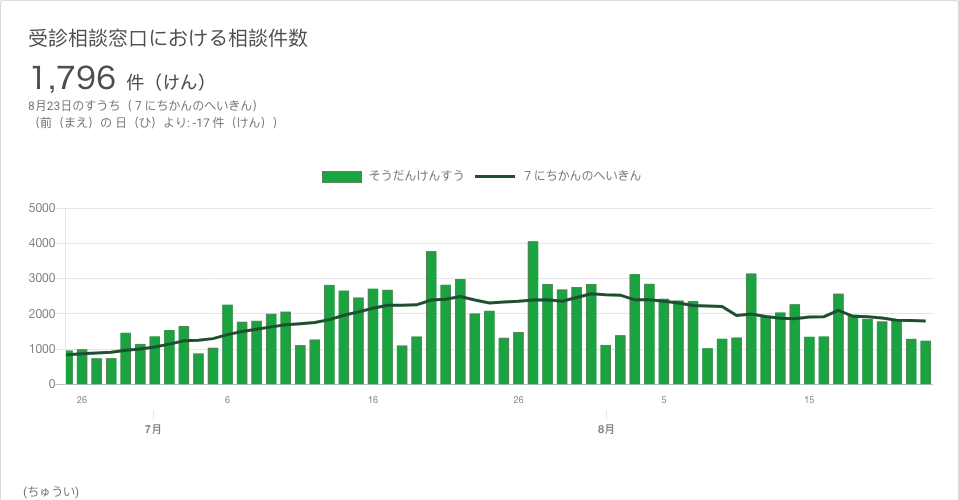 受診相談窓口における相談件数
1,796 件（けん）
8月23日のすうち（７にちかんのへいきん）
（前（まえ）の 日（ひ）より: -17 件（けん））
そうだんけんすう ７にちかんのへいきん
5000
4000
3000
2000
1000
0
26 6 16 26 5 15
7月 8月
(ちゅうい)